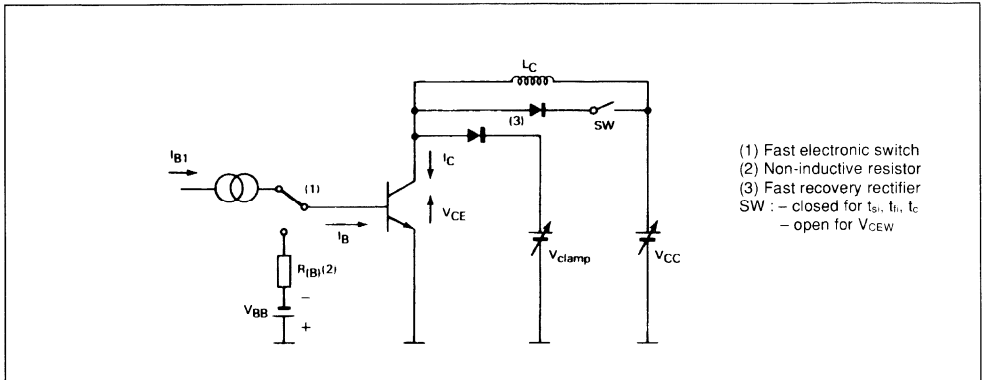 L_C
(3)
SW
I_B1
(1)
I_C
V_CE
I_B
R_(B)(2)
V_BB
−
+
V_clamp
V_CC
(1) Fast electronic switch
(2) Non-inductive resistor
(3) Fast recovery rectifier
SW : – closed for t_si, t_fi, t_c
– open for V_CEW